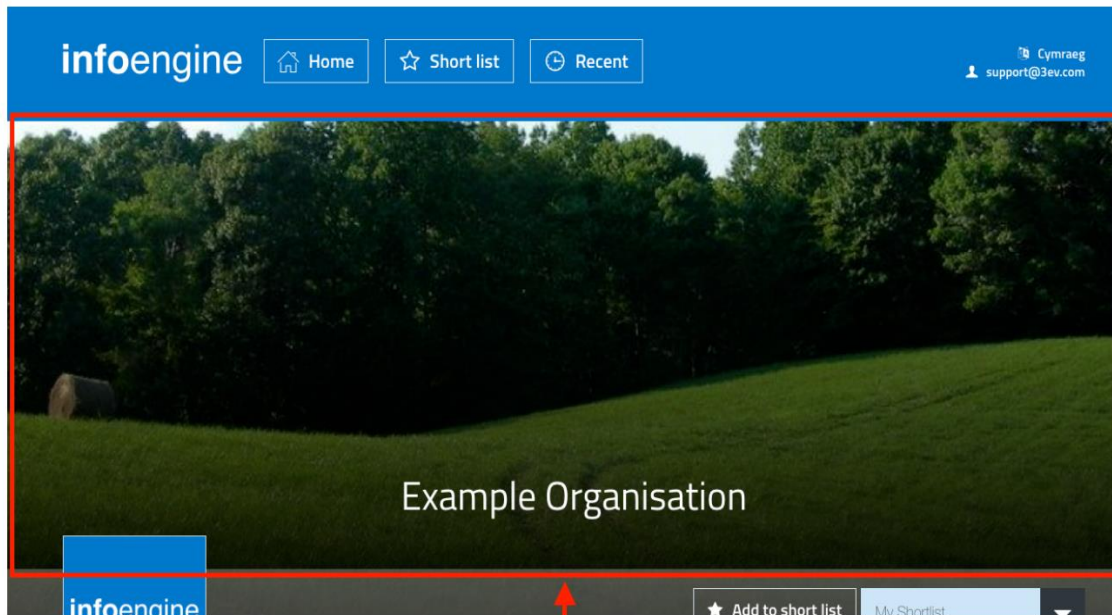 infoengine
Home
Short list
Recent
Cymraeg
support@3ev.com
Example Organisation
infoengine
Add to short list
My Shortlist